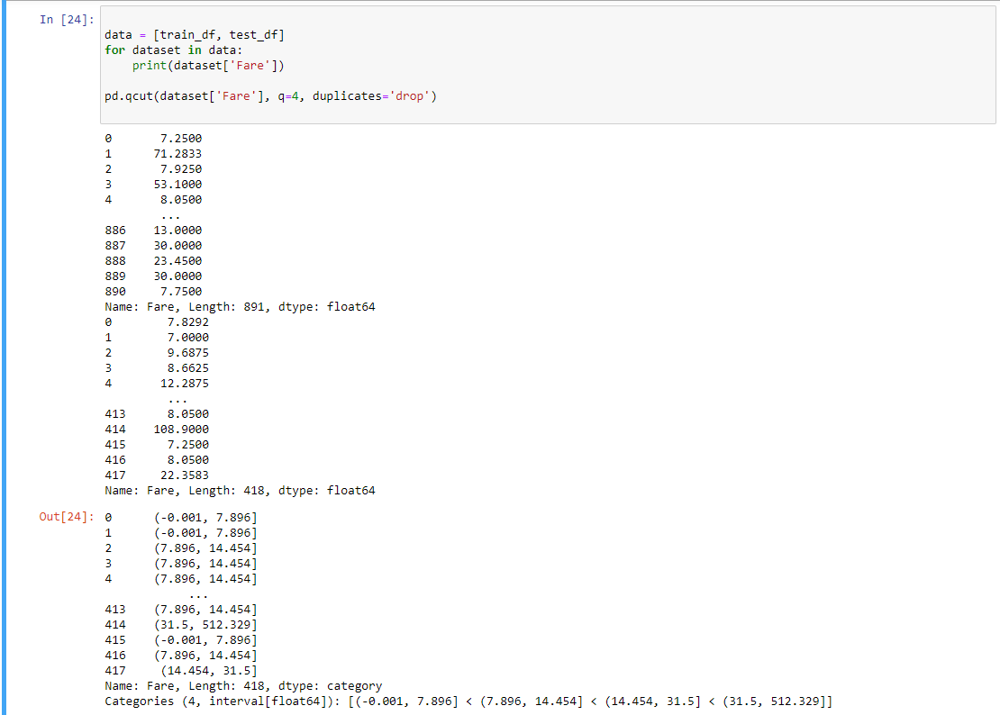 In [24]:
data = [train_df, test_df]
for dataset in data:
    print(dataset['Fare'])
pd.qcut(dataset['Fare'], q=4, duplicates='drop')
0       7.2500
1      71.2833
2       7.9250
3      53.1000
4       8.0500
        ...
886    13.0000
887    30.0000
888    23.4500
889    30.0000
890     7.7500
Name: Fare, Length: 891, dtype: float64
0        7.8292
1        7.0000
2        9.6875
3        8.6625
4       12.2875
         ...
413      8.0500
414    108.9000
415      7.2500
416      8.0500
417     22.3583
Name: Fare, Length: 418, dtype: float64
Out[24]: 0      (-0.001, 7.896]
1      (-0.001, 7.896]
2      (7.896, 14.454]
3      (7.896, 14.454]
4      (7.896, 14.454]
            ...
413    (7.896, 14.454]
414    (31.5, 512.329]
415    (-0.001, 7.896]
416    (7.896, 14.454]
417     (14.454, 31.5]
Name: Fare, Length: 418, dtype: category
Categories (4, interval[float64]): [(-0.001, 7.896] < (7.896, 14.454] < (14.454, 31.5] < (31.5, 512.329]]